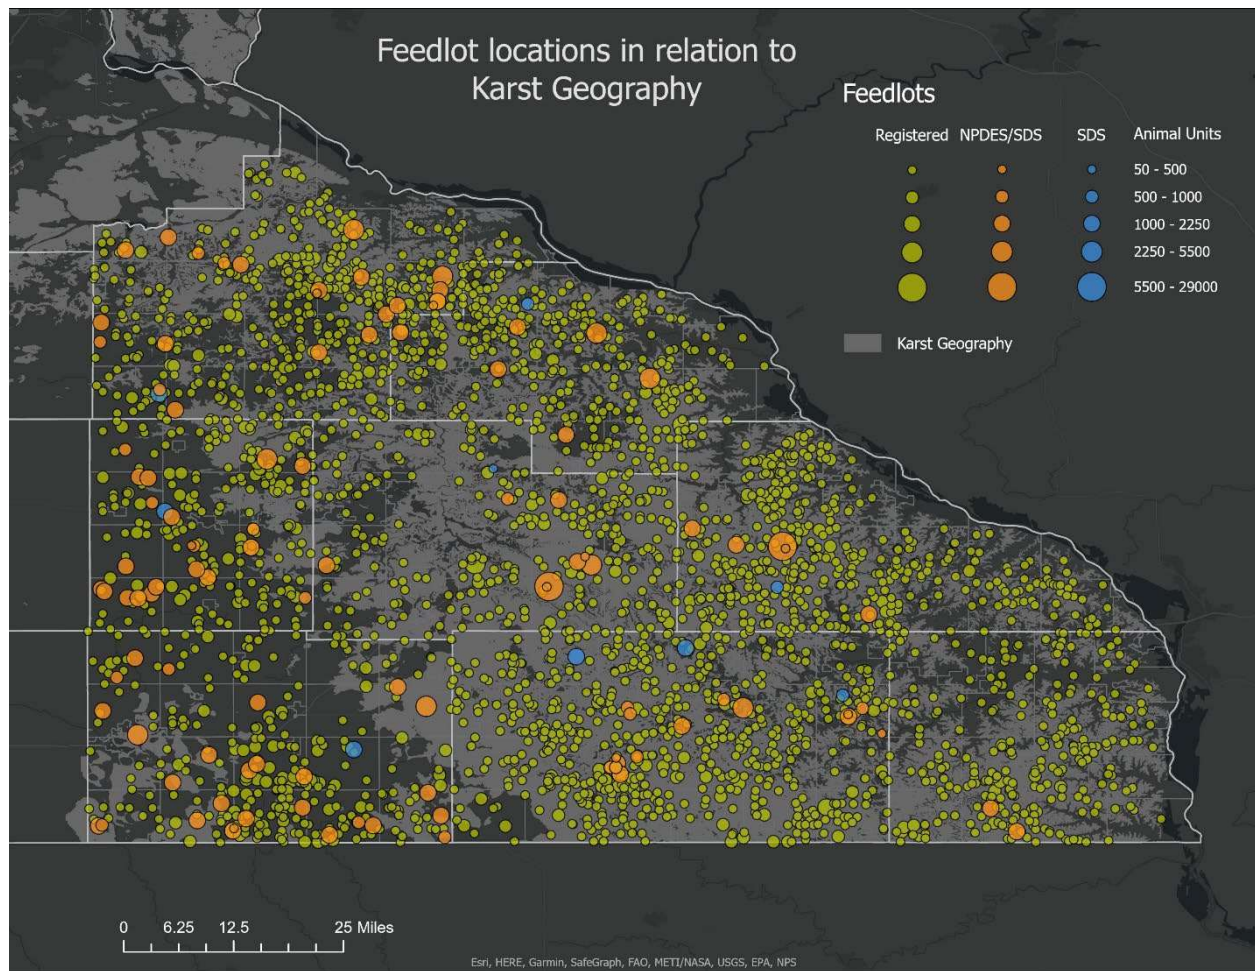 Feedlot locations in relation to
Karst Geography
Feedlots
Registered NPDES/SDS SDS Animal Units
50 - 500
500 - 1000
1000 - 2250
2250 - 5500
5500 - 29000
Karst Geography
0 6.25 12.5 25 Miles
Esri, HERE, Garmin, SafeGraph, FAO, METI/NASA, USGS, EPA, NPS